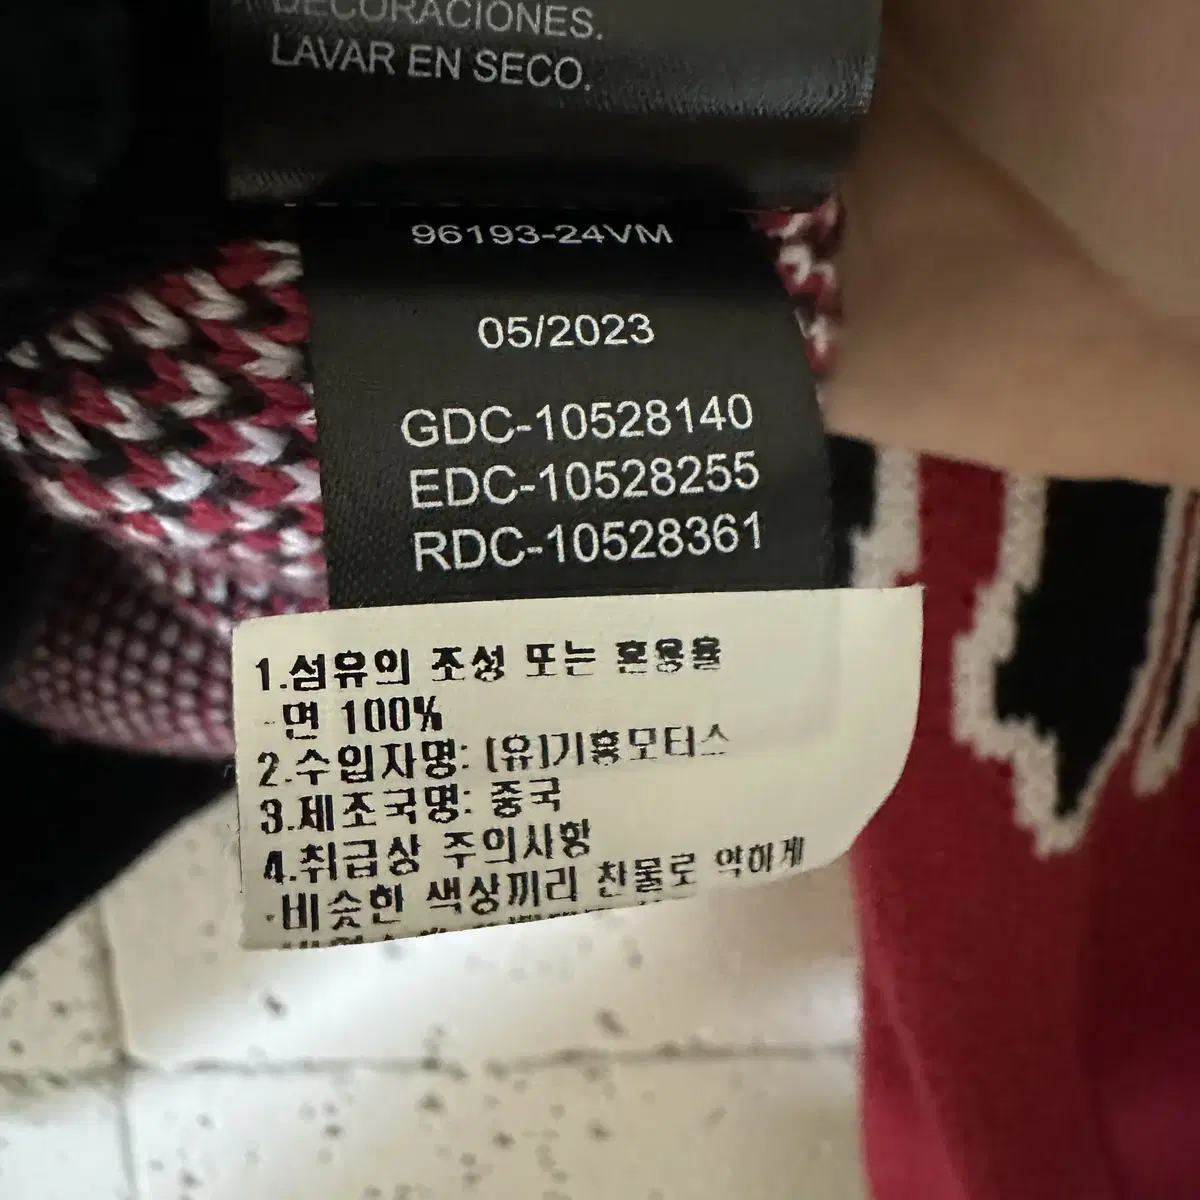 DECORACIONES.
LAVAR EN SECO.
96193-24VM
05/2023
GDC-10528140
EDC-10528255
RDC-10528361
1.섬유의 조성 또는 혼용율
-면 100%
2.수입자명: (유)기흥모터스
3.제조국명: 중국
4.취급상 주의사항
·비슷한 색상끼리 찬물로 약하게